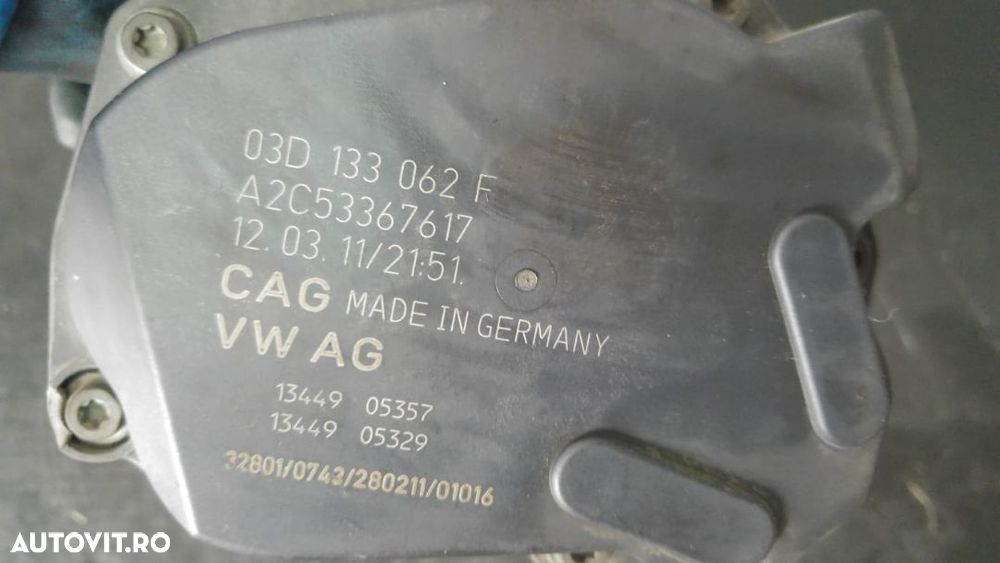 03D 133 062 F
A2C53367617
12.03.11/21:51.
CAG MADE IN GERMANY
VW AG
13449 05357
13449 05329
32801/0743/280211/01016
AUTOVIT.RO